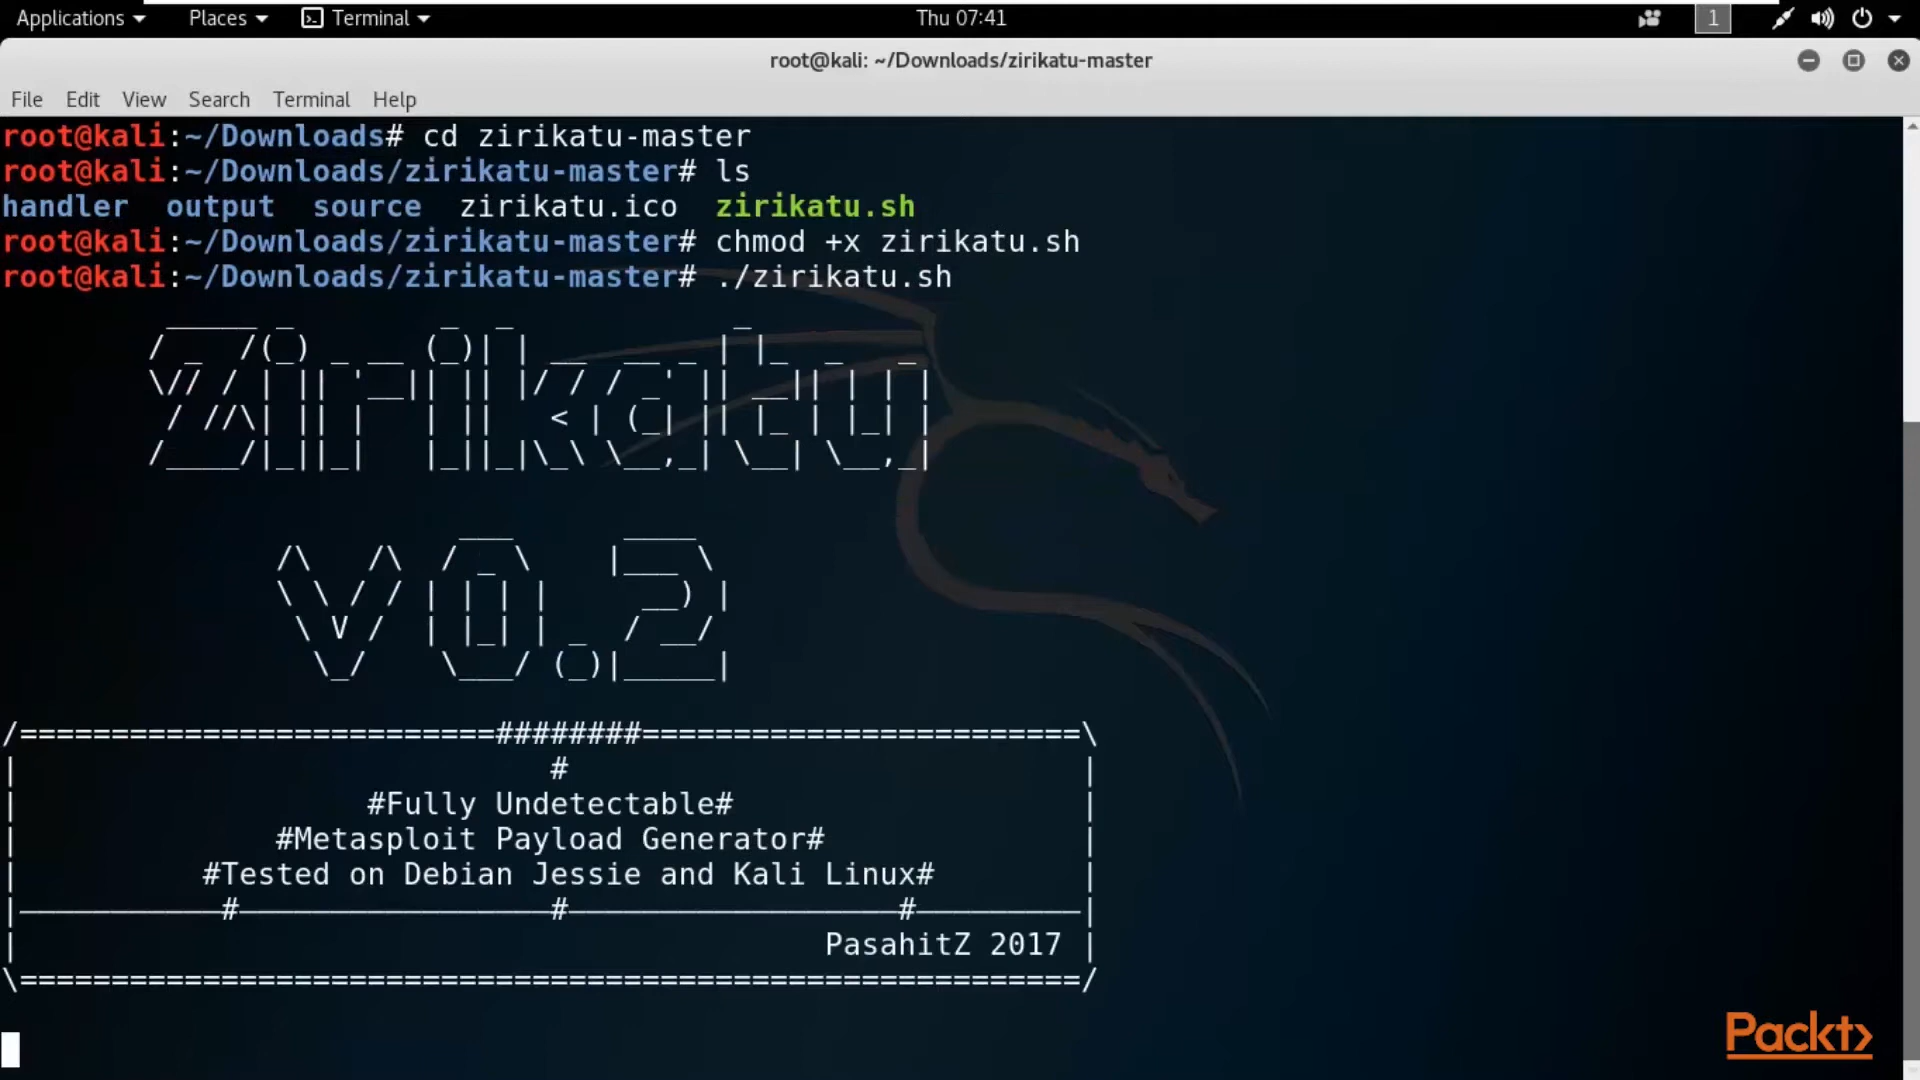 Applications Places Terminal Thu 07:41 1
root@kali: ~/Downloads/zirikatu-master
File Edit View Search Terminal Help
root@kali:~/Downloads# cd zirikatu-master
root@kali:~/Downloads/zirikatu-master# ls
handler output source zirikatu.ico zirikatu.sh
root@kali:~/Downloads/zirikatu-master# chmod +x zirikatu.sh
root@kali:~/Downloads/zirikatu-master# ./zirikatu.sh
Zirikatu
V0.2
/==========================########========================\
| # |
| #Fully Undetectable# |
| #Metasploit Payload Generator# |
| #Tested on Debian Jessie and Kali Linux# |
|———————————#—————————————————#——————————————————#—————————|
| PasahitZ 2017 |
\==========================================================/
Packt>